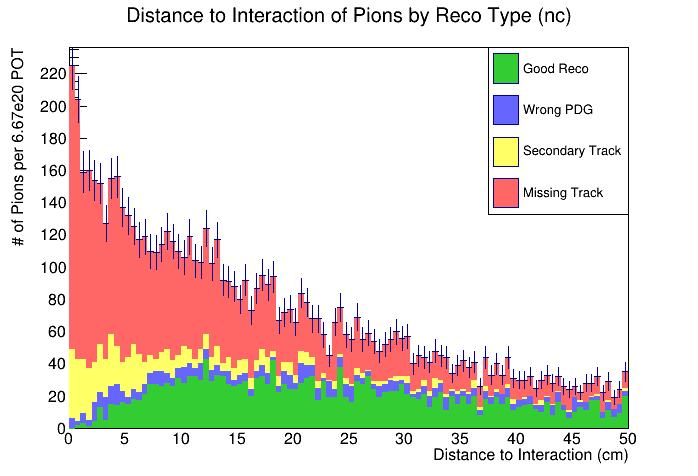 Distance to Interaction of Pions by Reco Type (nc)
# of Pions per 6.67e20 POT
220
200
180
160
140
120
100
80
60
40
20
0
Good Reco
Wrong PDG
Secondary Track
Missing Track
0 5 10 15 20 25 30 35 40 45 50
Distance to Interaction (cm)